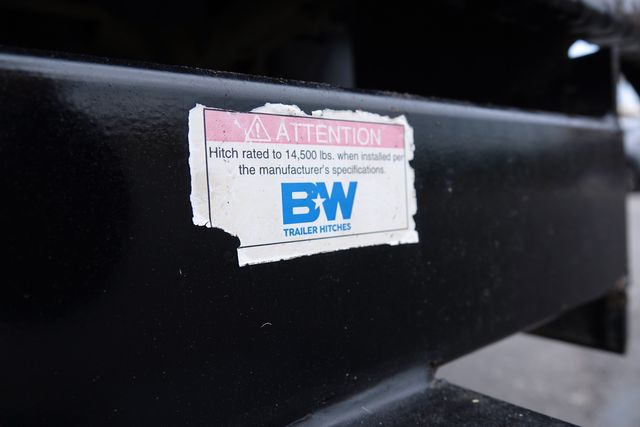 ATTENTION
Hitch rated to 14,500 lbs. when installed per
the manufacturer's specifications.
B&W
TRAILER HITCHES